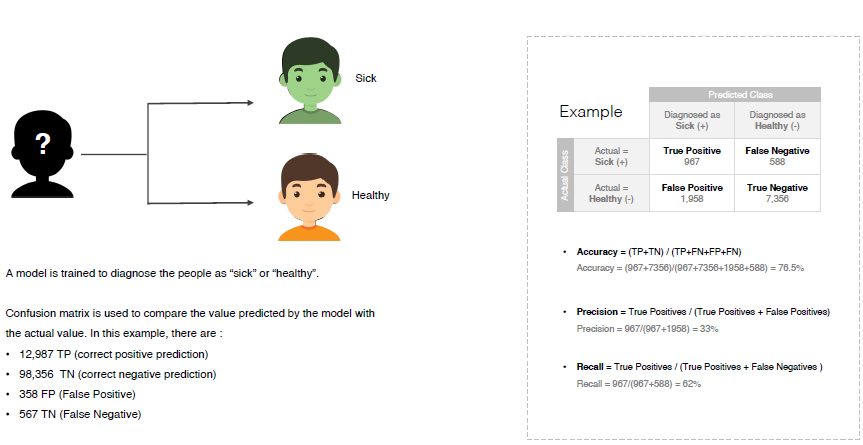 ?
Sick
Healthy
A model is trained to diagnose the people as “sick” or “healthy”.
Confusion matrix is used to compare the value predicted by the model with
the actual value. In this example, there are :
• 12,987 TP (correct positive prediction)
• 98,356 TN (correct negative prediction)
• 358 FP (False Positive)
• 567 TN (False Negative)
Example
Predicted Class
Diagnosed as
Sick (+)
Diagnosed as
Healthy (-)
Actual Class
Actual =
Sick (+)
True Positive
967
False Negative
588
Actual =
Healthy (-)
False Positive
1,958
True Negative
7,356
• Accuracy = (TP+TN) / (TP+FN+FP+FN)
Accuracy = (967+7356)/(967+7356+1958+588) = 76.5%
• Precision = True Positives / (True Positives + False Positives)
Precision = 967/(967+1958) = 33%
• Recall = True Positives / (True Positives + False Negatives )
Recall = 967/(967+588) = 62%